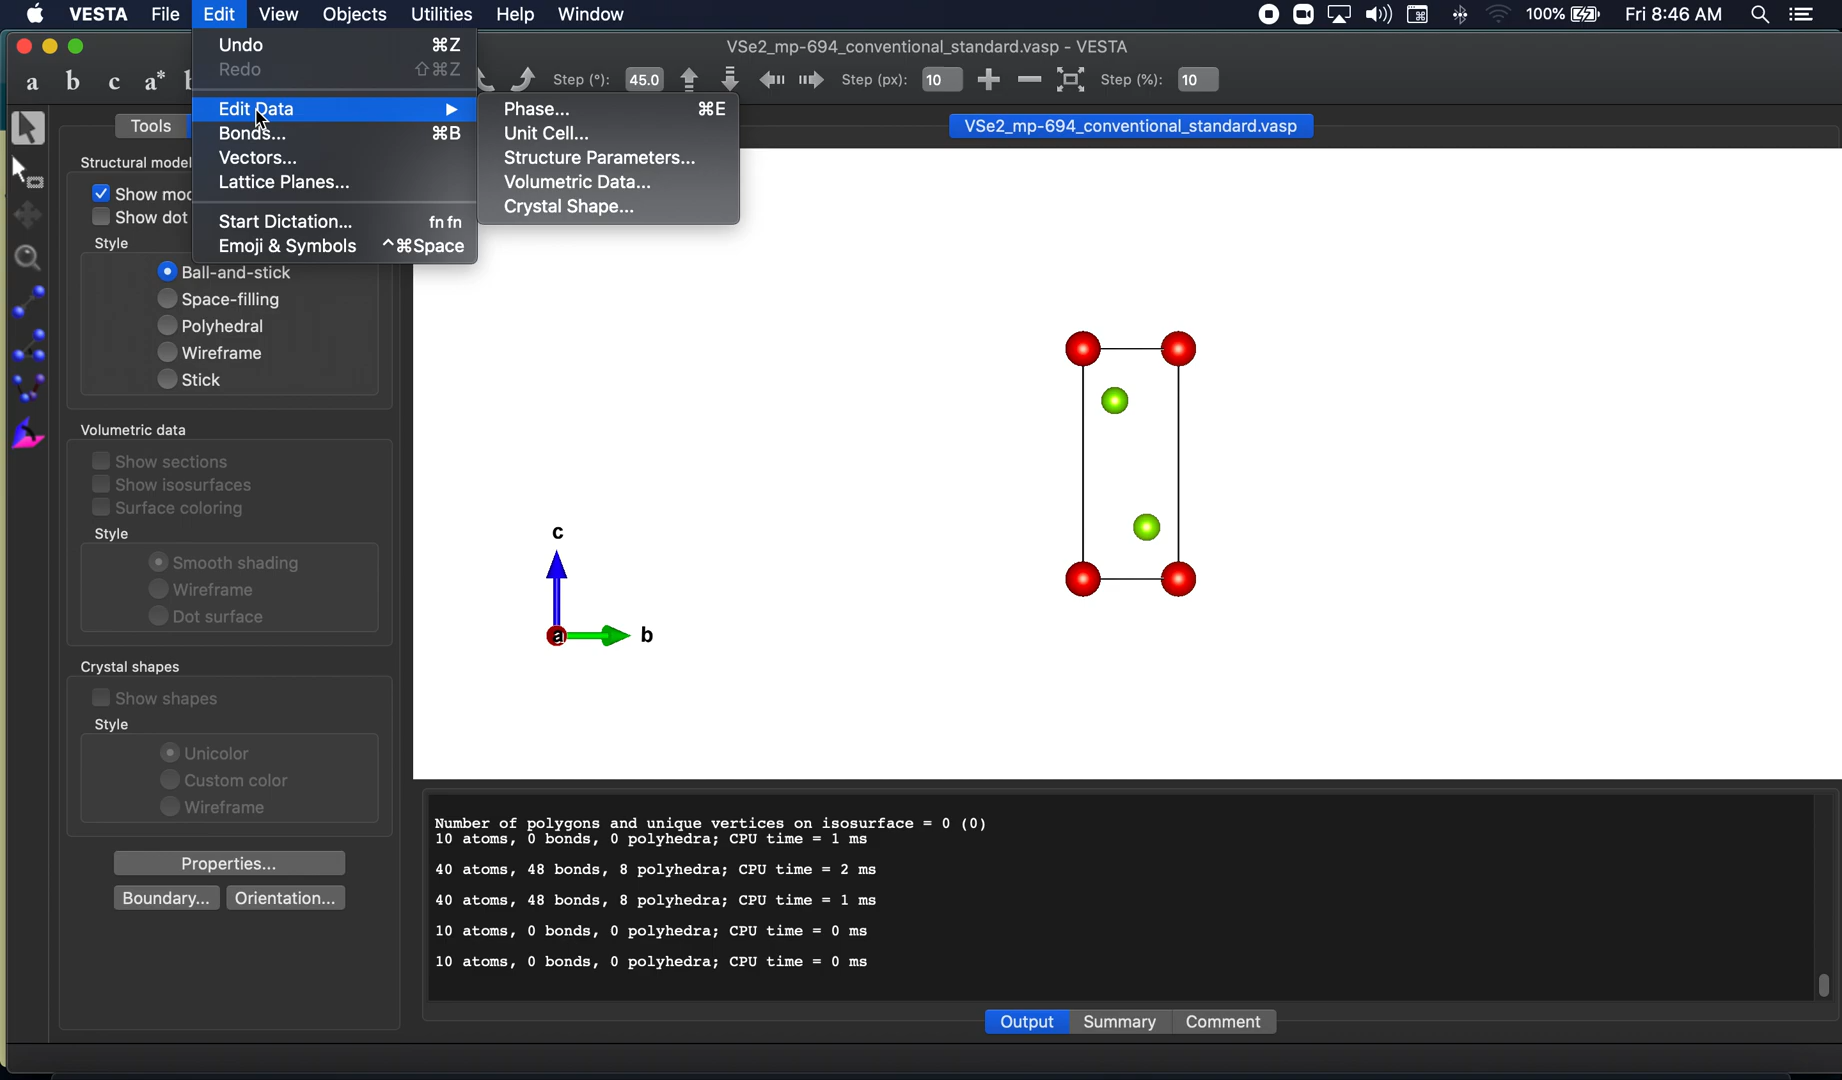 VESTA File Edit View Objects Utilities Help Window 100% Fri 8:46 AM
VSe2_mp-694_conventional_standard.vasp - VESTA
a b c a* Step (°): 45.0 Step (px): 10 Step (%): 10
Undo ⌘Z
Redo ⇧⌘Z
Edit Data ▶
Bonds... ⌘B
Vectors...
Lattice Planes...
Start Dictation... fn fn
Emoji & Symbols ^⌘Space
Phase... ⌘E
Unit Cell...
Structure Parameters...
Volumetric Data...
Crystal Shape...
Tools
VSe2_mp-694_conventional_standard.vasp
Structural model
Show mo
Show dot
Style
Ball-and-stick
Space-filling
Polyhedral
Wireframe
Stick
Volumetric data
Show sections
Show isosurfaces
Surface coloring
Style
Smooth shading
Wireframe
Dot surface
Crystal shapes
Show shapes
Style
Unicolor
Custom color
Wireframe
Properties...
Boundary... Orientation...
c
a b
Number of polygons and unique vertices on isosurface = 0 (0)
10 atoms, 0 bonds, 0 polyhedra; CPU time = 1 ms
40 atoms, 48 bonds, 8 polyhedra; CPU time = 2 ms
40 atoms, 48 bonds, 8 polyhedra; CPU time = 1 ms
10 atoms, 0 bonds, 0 polyhedra; CPU time = 0 ms
10 atoms, 0 bonds, 0 polyhedra; CPU time = 0 ms
Output Summary Comment